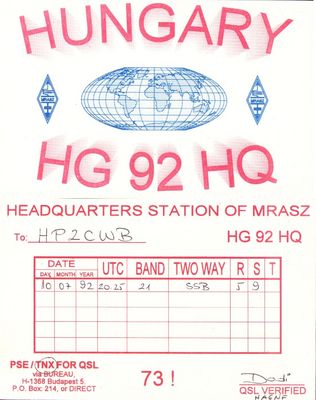 HUNGARY
MRASZ MRASZ
HG 92 HQ
HEADQUARTERS STATION OF MRASZ
To: HP2CWB HG 92 HQ
DATE UTC BAND TWO WAY R S T
DAY MONTH YEAR
10 07 92 2025 21 SSB 5 9
PSE / TNX FOR QSL
via BUREAU,
H-1368 Budapest 5.
P.O. Box: 214, or DIRECT
73 !
QSL VERIFIED